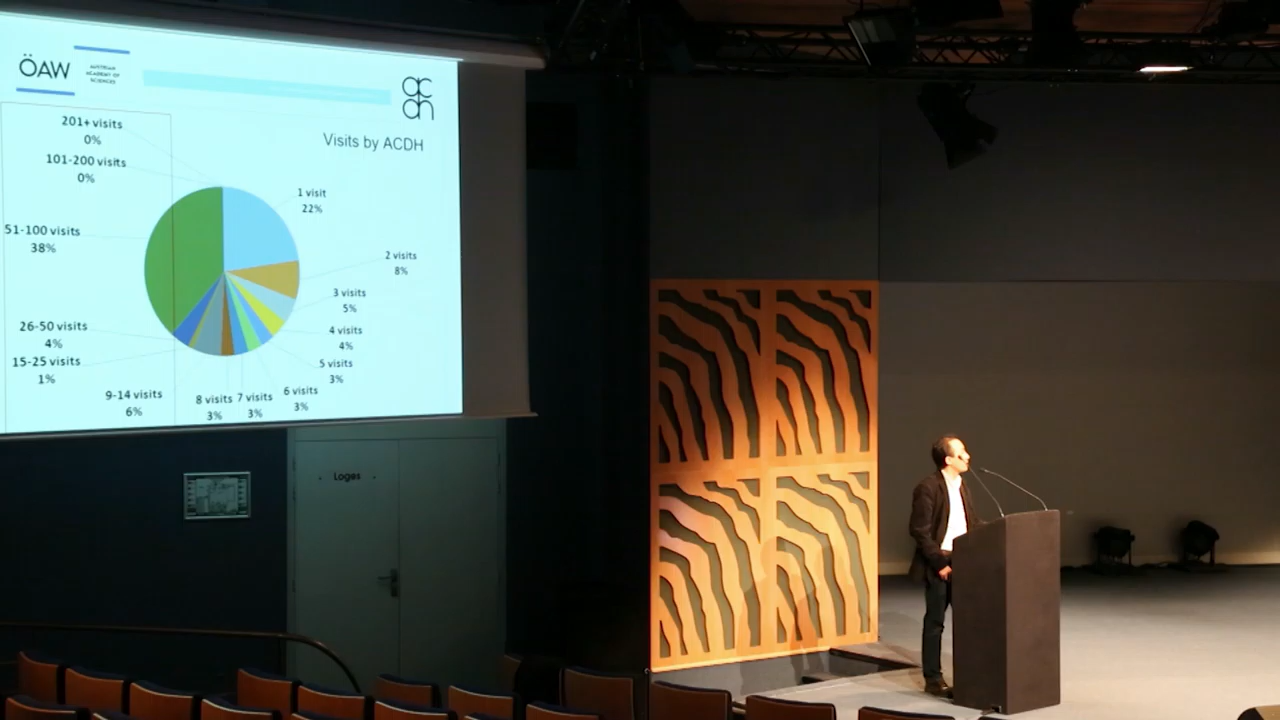 ÖAW
AUSTRIAN
ACADEMY OF
SCIENCES
ac
dh
Visits by ACDH
201+ visits
0%
101-200 visits
0%
1 visit
22%
51-100 visits
38%
2 visits
8%
3 visits
5%
26-50 visits
4%
4 visits
4%
15-25 visits
1%
5 visits
3%
9-14 visits
6%
8 visits
3%
7 visits
3%
6 visits
3%
Loges